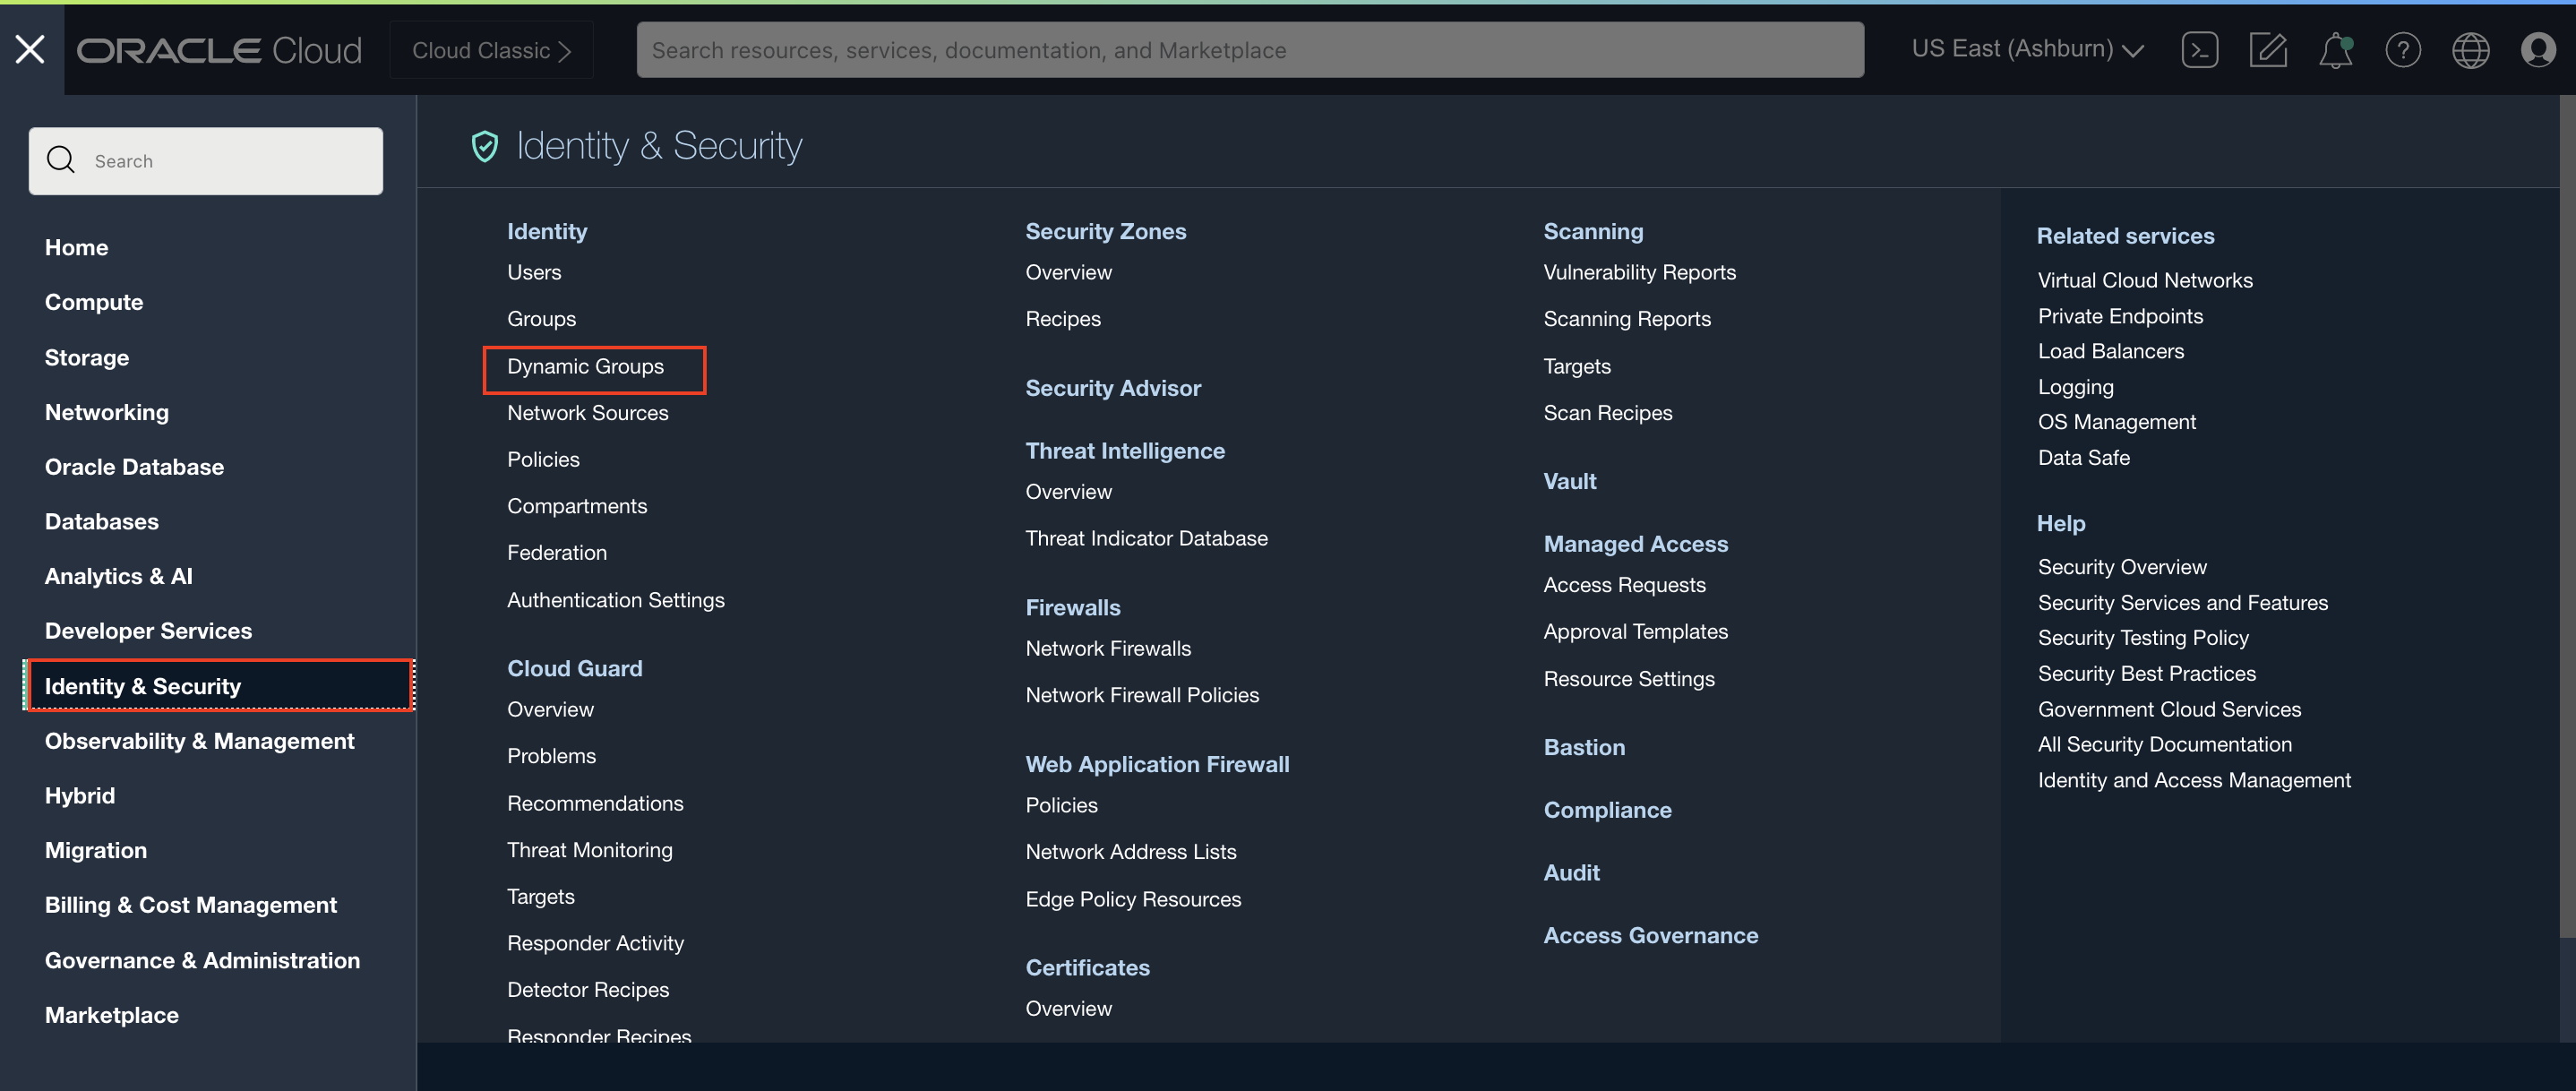 ORACLE Cloud
Cloud Classic
Search resources, services, documentation, and Marketplace
US East (Ashburn)
Search
Home
Compute
Storage
Networking
Oracle Database
Databases
Analytics & AI
Developer Services
Identity & Security
Observability & Management
Hybrid
Migration
Billing & Cost Management
Governance & Administration
Marketplace
Identity & Security
Identity
Users
Groups
Dynamic Groups
Network Sources
Policies
Compartments
Federation
Authentication Settings
Cloud Guard
Overview
Problems
Recommendations
Threat Monitoring
Targets
Responder Activity
Detector Recipes
Responder Recipes
Security Zones
Overview
Recipes
Security Advisor
Threat Intelligence
Overview
Threat Indicator Database
Firewalls
Network Firewalls
Network Firewall Policies
Web Application Firewall
Policies
Network Address Lists
Edge Policy Resources
Certificates
Overview
Scanning
Vulnerability Reports
Scanning Reports
Targets
Scan Recipes
Vault
Managed Access
Access Requests
Approval Templates
Resource Settings
Bastion
Compliance
Audit
Access Governance
Related services
Virtual Cloud Networks
Private Endpoints
Load Balancers
Logging
OS Management
Data Safe
Help
Security Overview
Security Services and Features
Security Testing Policy
Security Best Practices
Government Cloud Services
All Security Documentation
Identity and Access Management